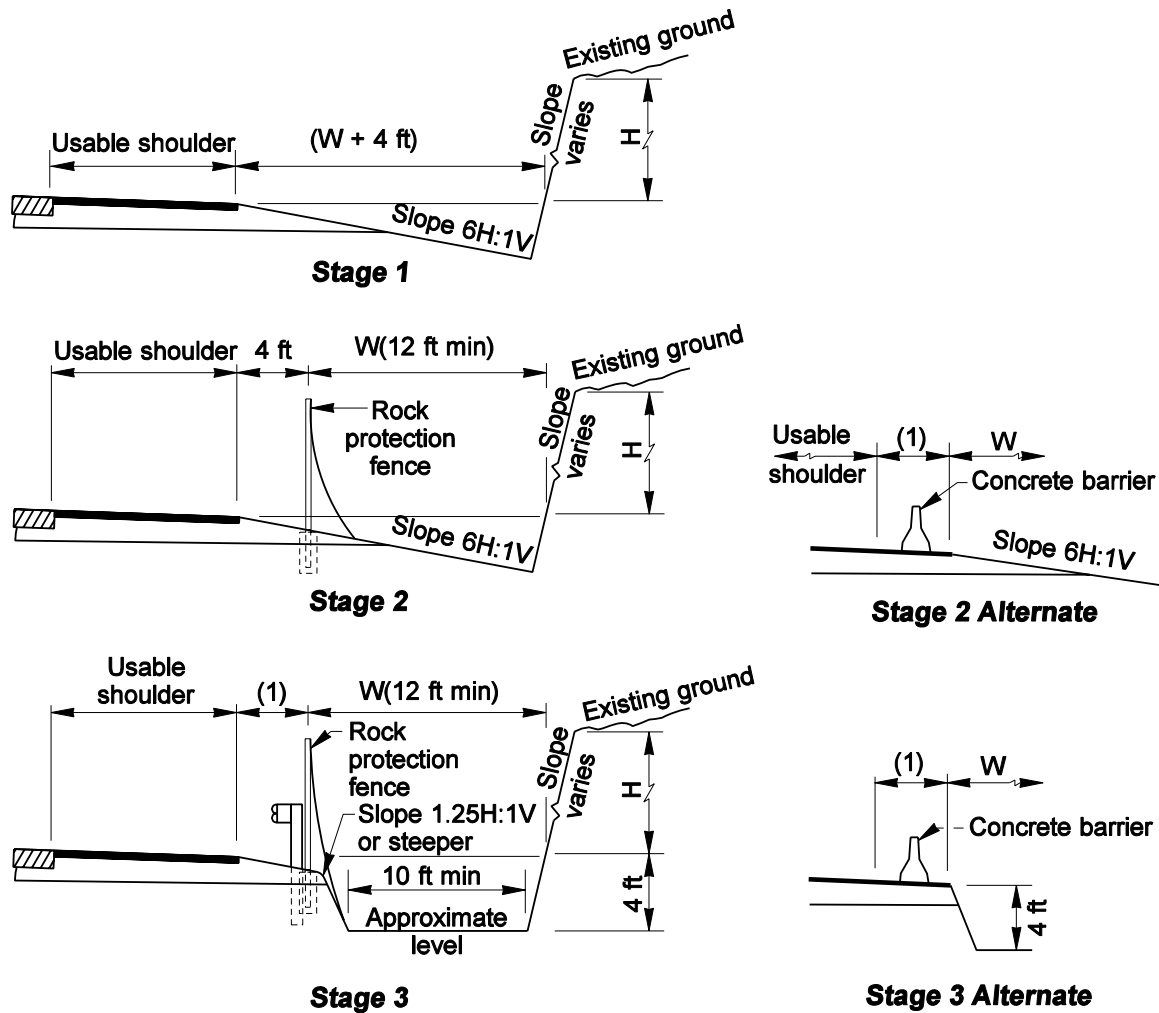 Existing ground
Usable shoulder
(W + 4 ft)
Slope
varies
H
Slope 6H:1V
Stage 1
Usable shoulder
4 ft
W(12 ft min)
Existing ground
Rock
protection
fence
Slope
varies
H
Slope 6H:1V
Stage 2
Usable
shoulder
(1)
W
Concrete barrier
Slope 6H:1V
Stage 2 Alternate
Usable
shoulder
(1)
W(12 ft min)
Existing ground
Rock
protection
fence
Slope 1.25H:1V
or steeper
Slope
varies
H
10 ft min
4 ft
Approximate
level
Stage 3
(1)
W
Concrete barrier
4 ft
Stage 3 Alternate